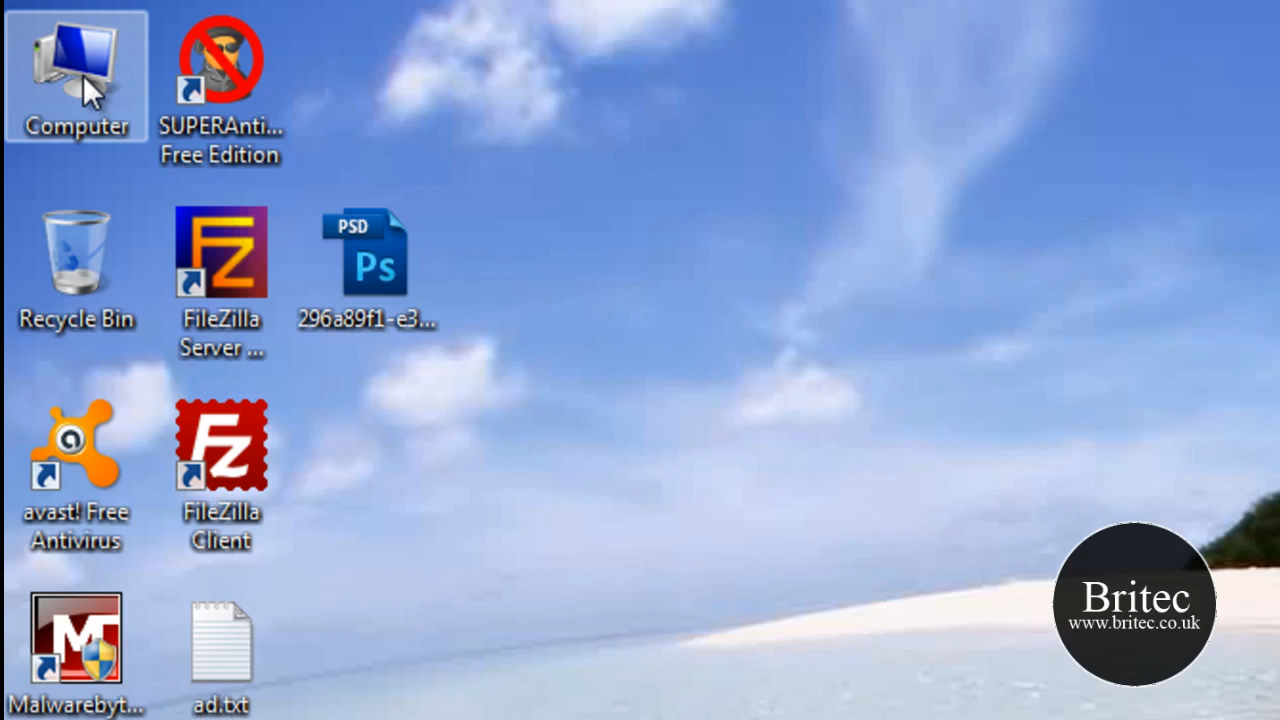 Computer
SUPERAnti...
Free Edition
Recycle Bin
FileZilla
Server ...
PSD
Ps
296a89f1-e3...
avast! Free
Antivirus
FileZilla
Client
Malwarebyt...
ad.txt
Britec
www.britec.co.uk